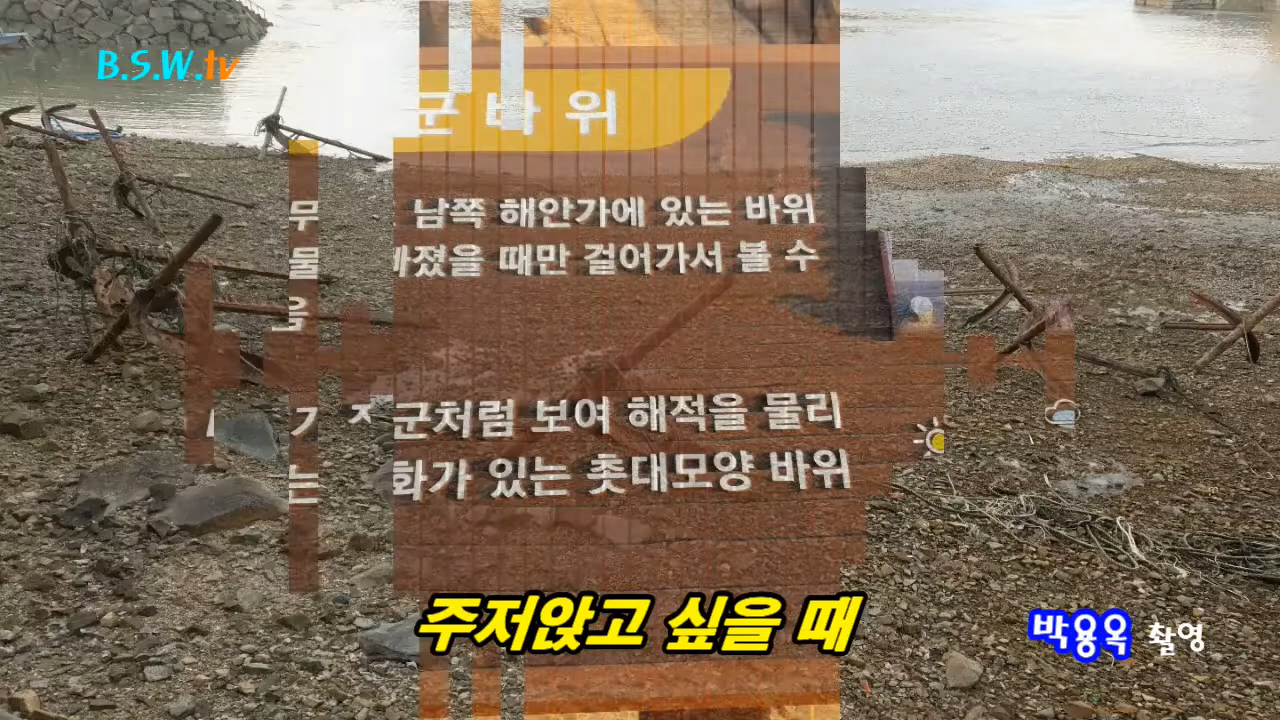 B.S.W.tv
군바위
무 남쪽 해안가에 있는 바위
물 빠졌을 때만 걸어가서 볼 수
군처럼 보여 해적을 물리
는 화가 있는 촛대모양 바위
주저앉고 싶을 때
박용옥 촬영